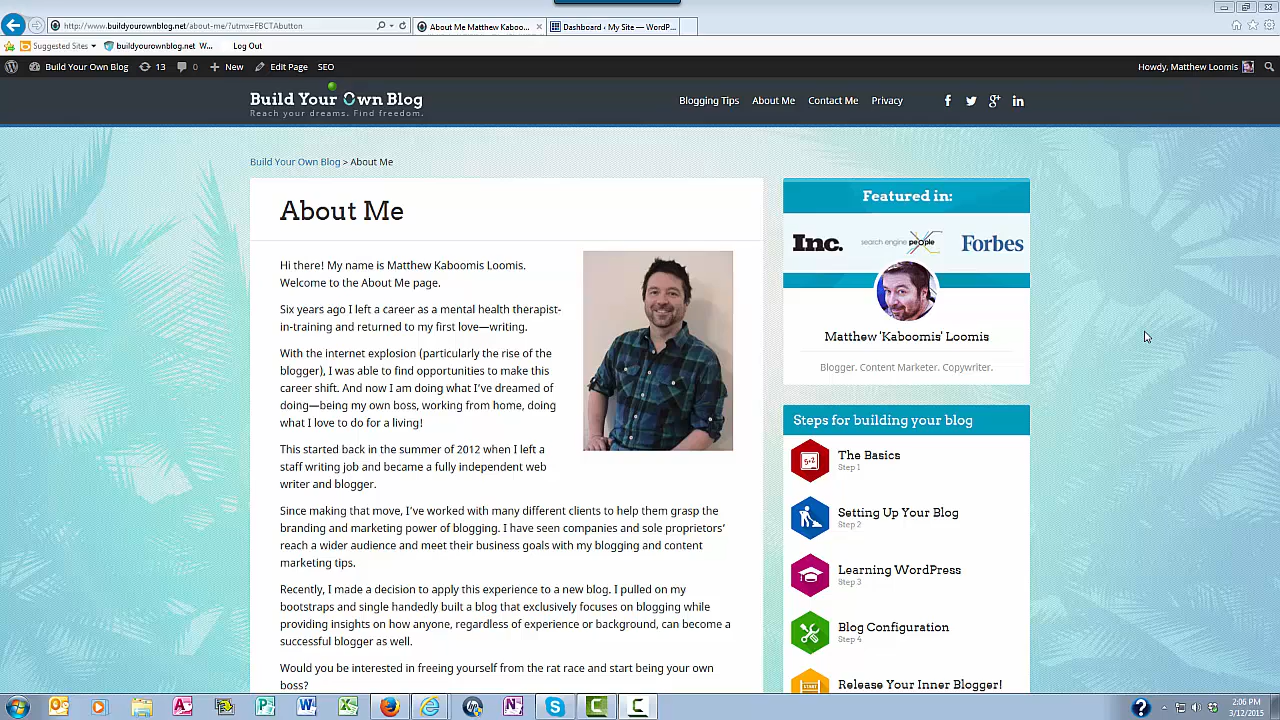 http://www.buildyourownblog.net/about-me/?utmx=FBCTAbutton
About Me Matthew Kaboo...
Dashboard ‹ My Site — WordP...
Suggested Sites
buildyourownblog.net W...
Log Out
Build Your Own Blog
13
0
New
Edit Page
SEO
Howdy, Matthew Loomis
Build Your Own Blog
Reach your dreams. Find freedom.
Blogging Tips
About Me
Contact Me
Privacy
Build Your Own Blog > About Me
About Me
Hi there! My name is Matthew Kaboomis Loomis.
Welcome to the About Me page.
Six years ago I left a career as a mental health therapist-
in-training and returned to my first love—writing.
With the internet explosion (particularly the rise of the
blogger), I was able to find opportunities to make this
career shift. And now I am doing what I've dreamed of
doing—being my own boss, working from home, doing
what I love to do for a living!
This started back in the summer of 2012 when I left a
staff writing job and became a fully independent web
writer and blogger.
Since making that move, I've worked with many different clients to help them grasp the
branding and marketing power of blogging. I have seen companies and sole proprietors'
reach a wider audience and meet their business goals with my blogging and content
marketing tips.
Recently, I made a decision to apply this experience to a new blog. I pulled on my
bootstraps and single handedly built a blog that exclusively focuses on blogging while
providing insights on how anyone, regardless of experience or background, can become a
successful blogger as well.
Would you be interested in freeing yourself from the rat race and start being your own
boss?
Featured in:
Inc.
search engine people
Forbes
Matthew 'Kaboomis' Loomis
Blogger. Content Marketer. Copywriter.
Steps for building your blog
The Basics
Step 1
Setting Up Your Blog
Step 2
Learning WordPress
Step 3
Blog Configuration
Step 4
Release Your Inner Blogger!
START
2:06 PM
3/12/2015